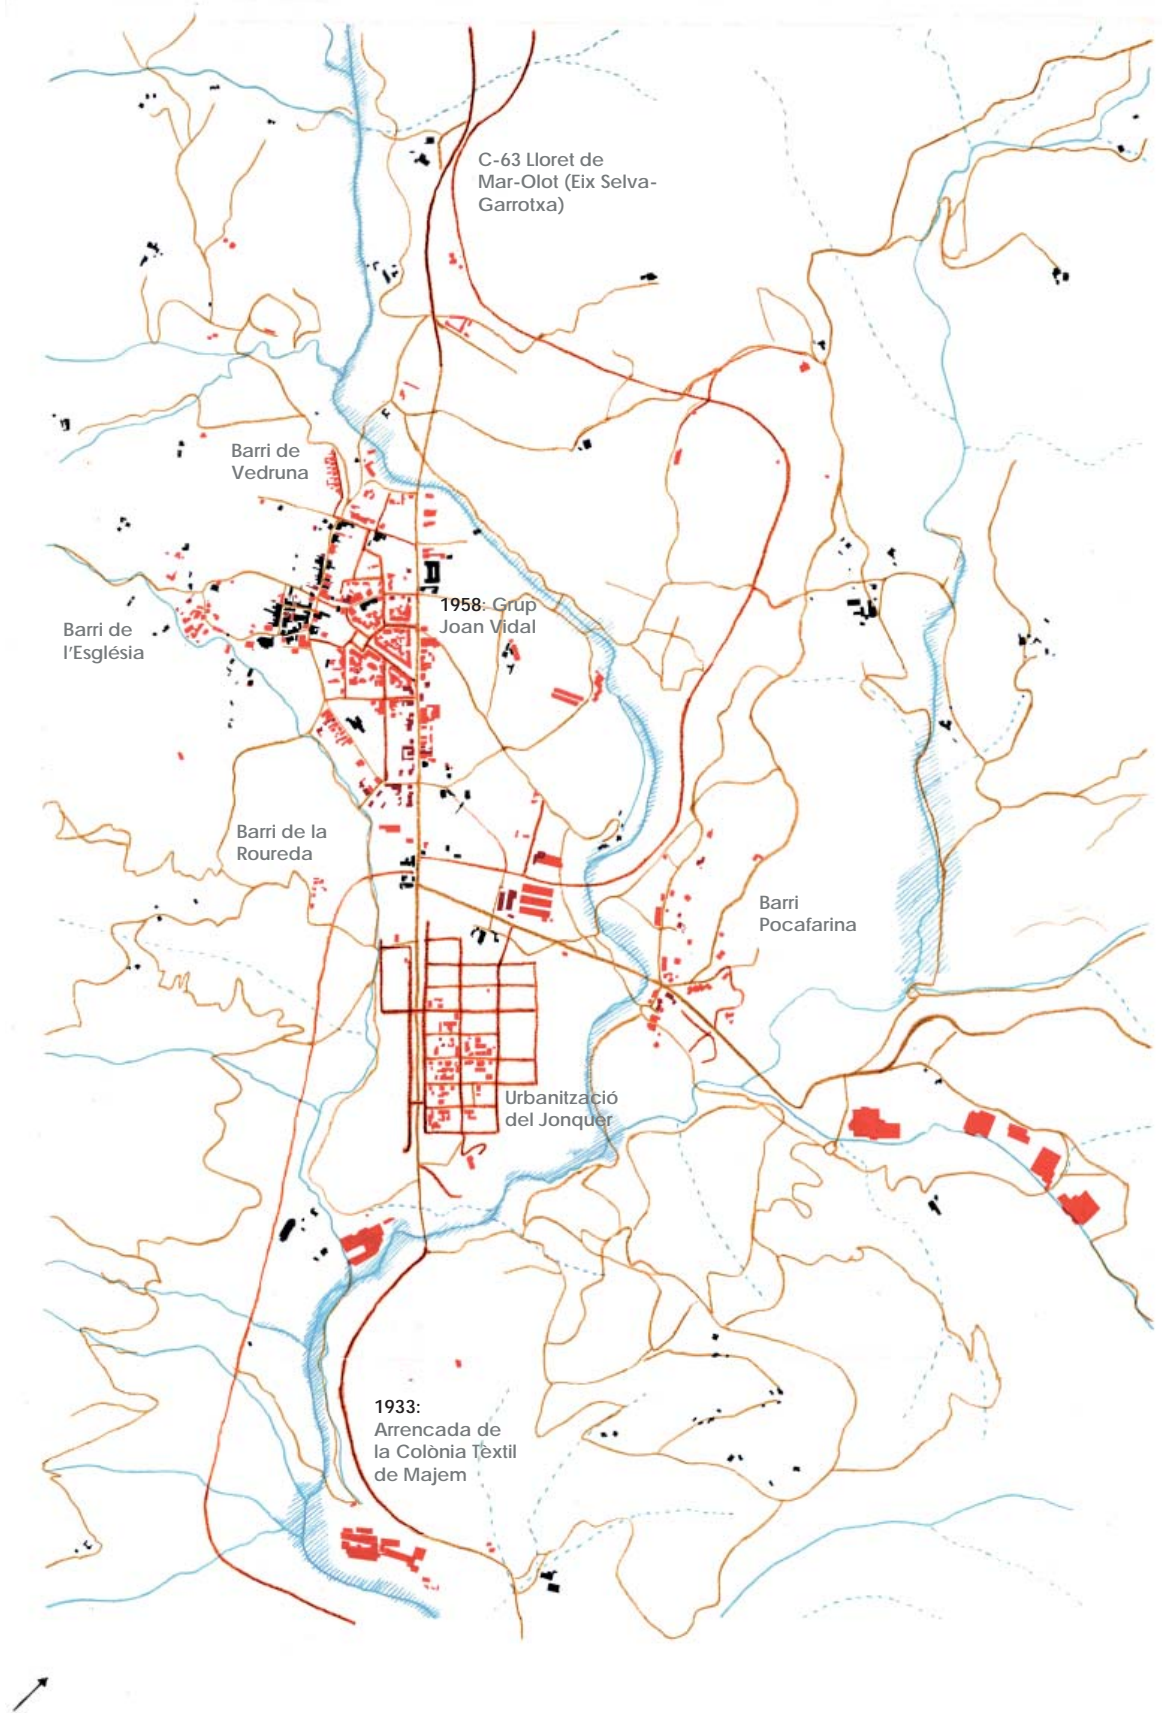 C-63 Lloret de
Mar-Olot (Eix Selva-
Garrotxa)
Barri de
Vedruna
1958: Grup
Joan Vidal
Barri de
l'Església
Barri de la
Roureda
Barri
Pocafarina
Urbanització
del Jonquer
1933:
Arrencada de
la Colònia Tèxtil
de Majem